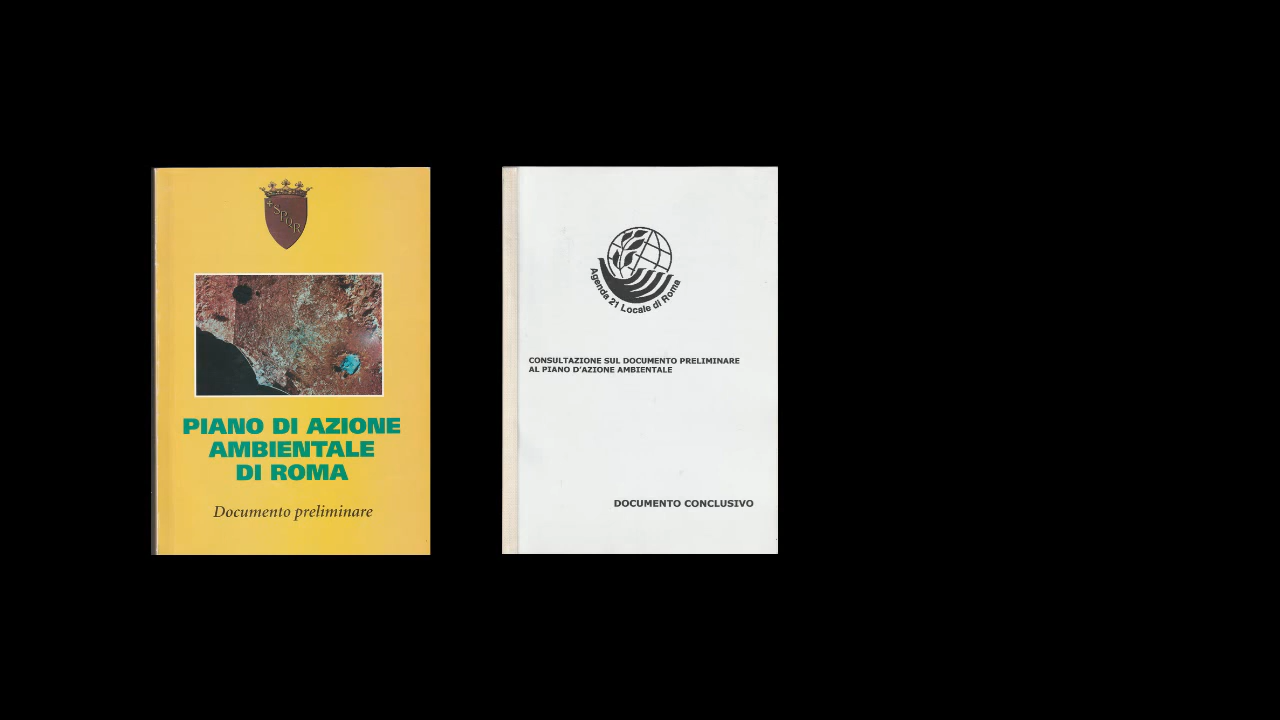 +SPQR
PIANO DI AZIONE
AMBIENTALE
DI ROMA
Documento preliminare
Agenda 21 Locale di Roma
CONSULTAZIONE SUL DOCUMENTO PRELIMINARE
AL PIANO D'AZIONE AMBIENTALE
DOCUMENTO CONCLUSIVO